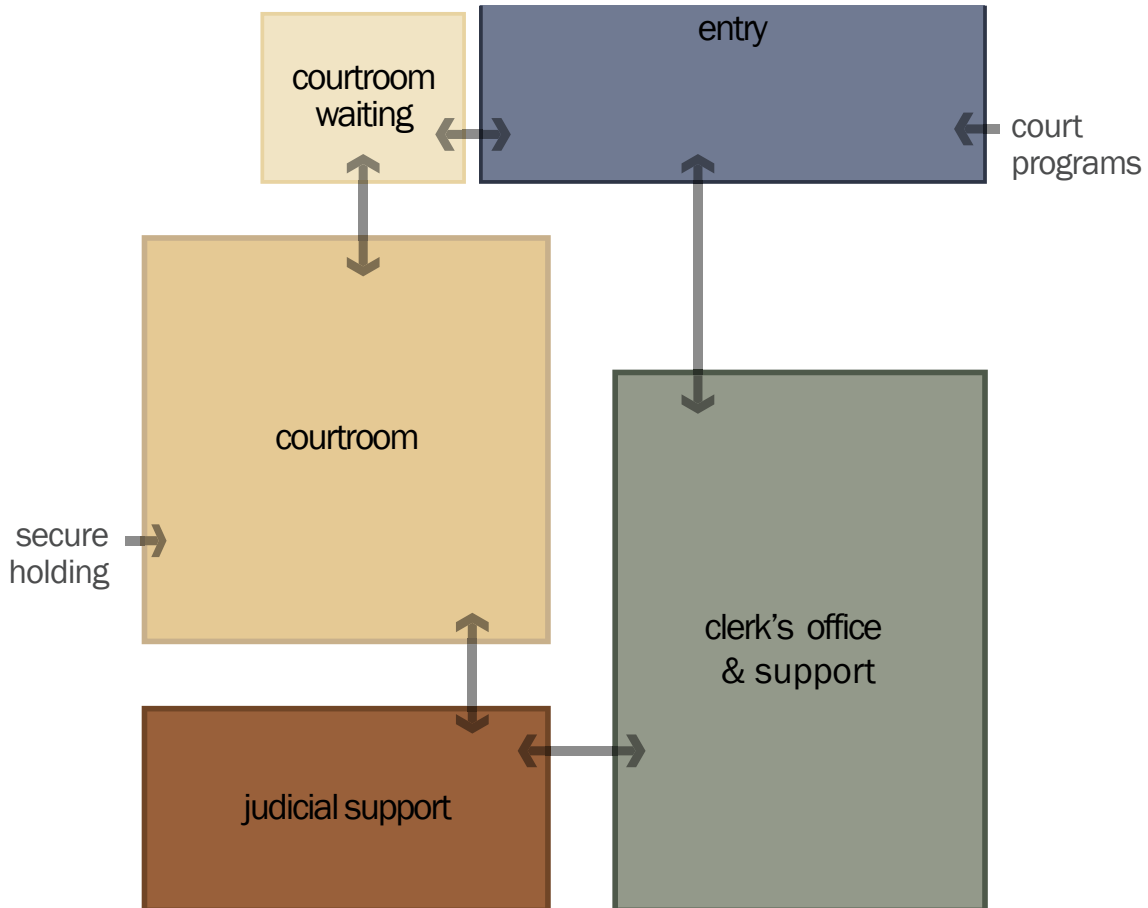 entry
courtroom
waiting
court
programs
courtroom
secure
holding
clerk's office
& support
judicial support